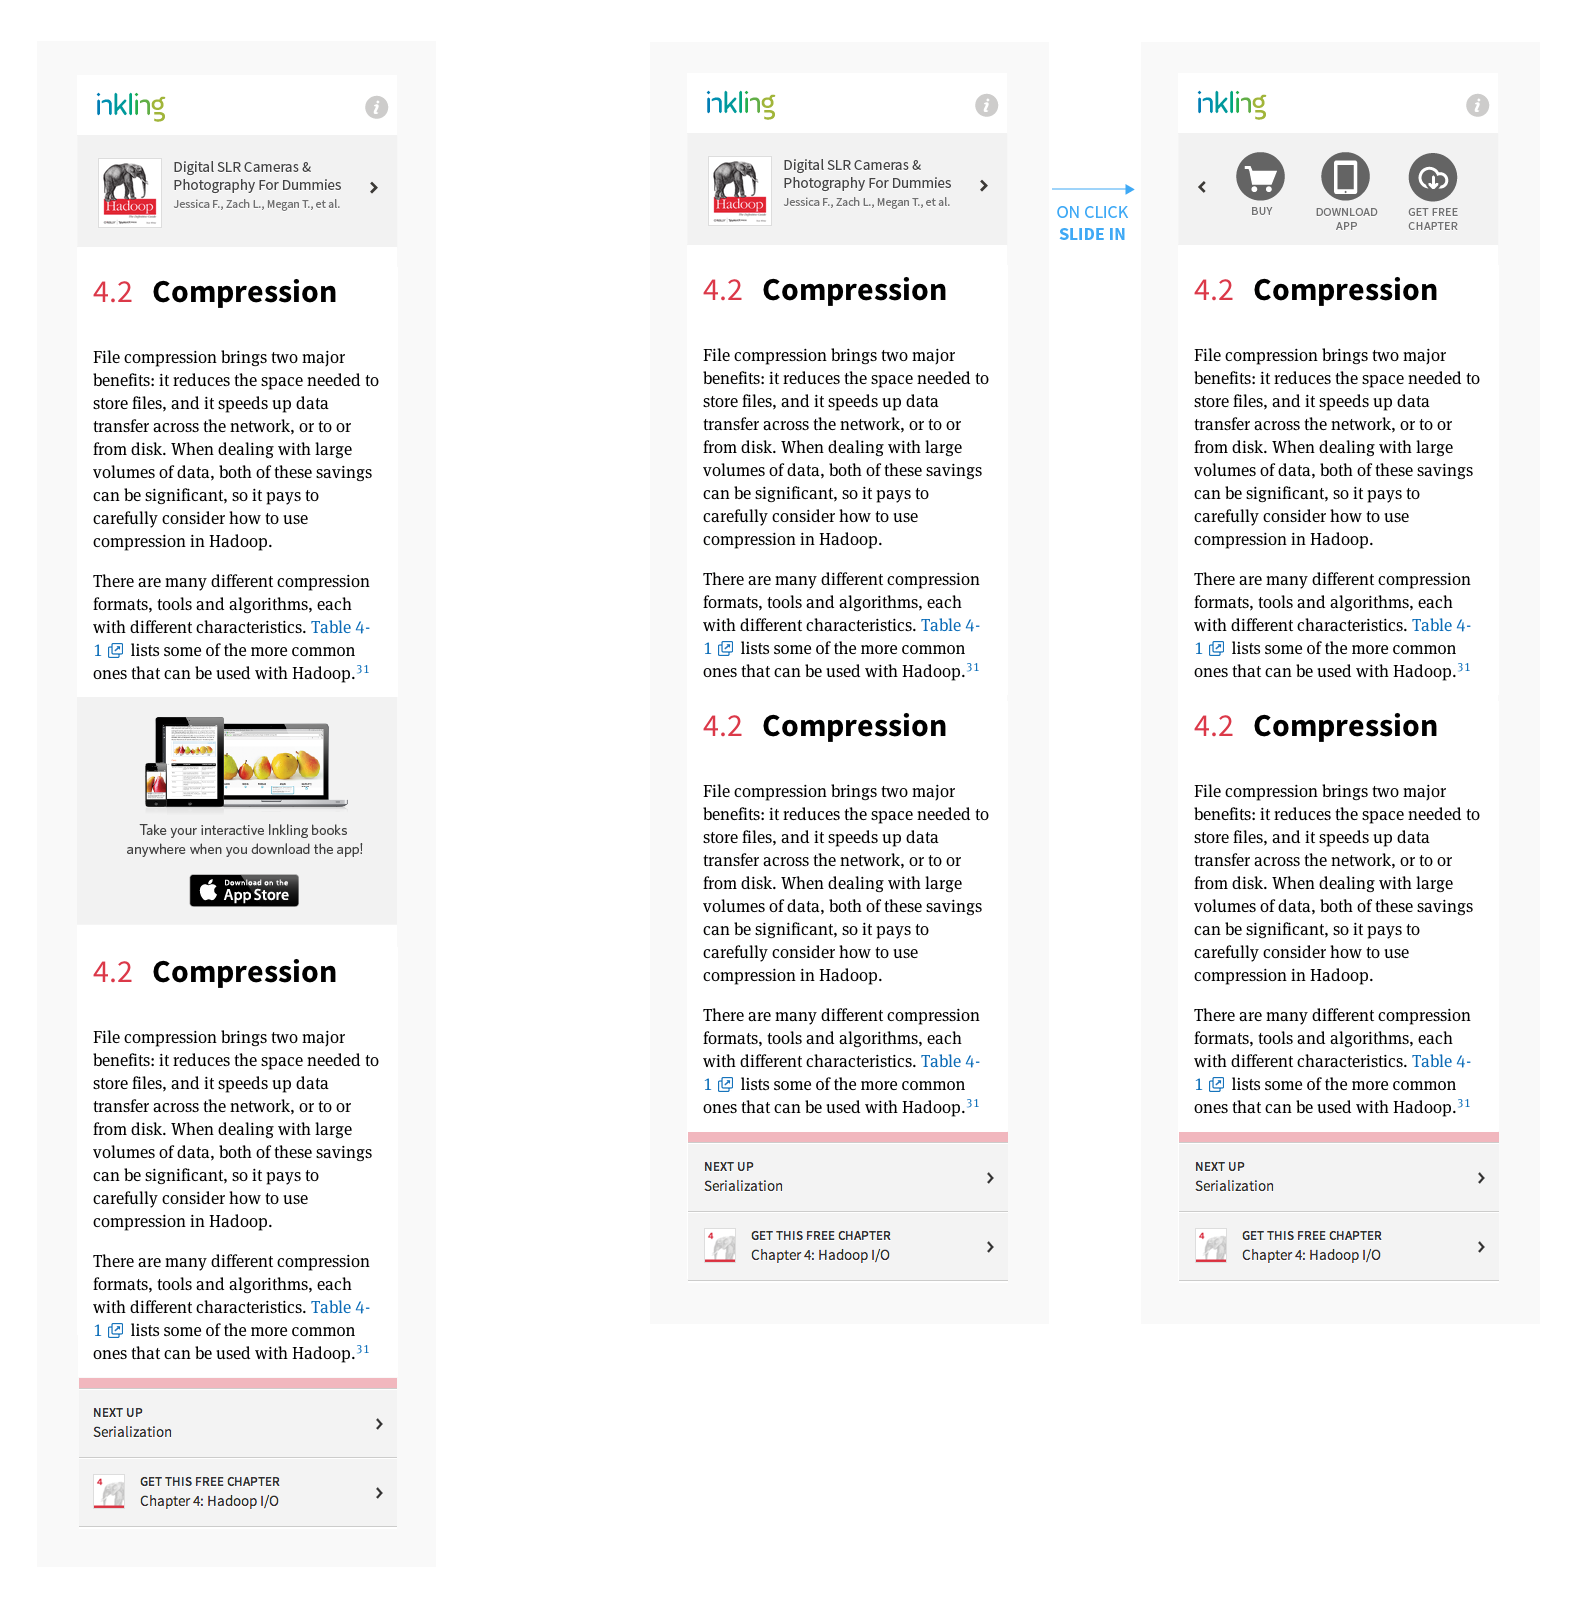 inkling
i
Hadoop
Digital SLR Cameras &
Photography For Dummies
Jessica F., Zach L., Megan T., et al.
4.2 Compression
File compression brings two major
benefits: it reduces the space needed to
store files, and it speeds up data
transfer across the network, or to or
from disk. When dealing with large
volumes of data, both of these savings
can be significant, so it pays to
carefully consider how to use
compression in Hadoop.
There are many different compression
formats, tools and algorithms, each
with different characteristics. Table 4-
1 lists some of the more common
ones that can be used with Hadoop.31
Take your interactive Inkling books
anywhere when you download the app!
Download on the
App Store
4.2 Compression
File compression brings two major
benefits: it reduces the space needed to
store files, and it speeds up data
transfer across the network, or to or
from disk. When dealing with large
volumes of data, both of these savings
can be significant, so it pays to
carefully consider how to use
compression in Hadoop.
There are many different compression
formats, tools and algorithms, each
with different characteristics. Table 4-
1 lists some of the more common
ones that can be used with Hadoop.31
NEXT UP
Serialization
4
GET THIS FREE CHAPTER
Chapter 4: Hadoop I/O
inkling
i
Hadoop
Digital SLR Cameras &
Photography For Dummies
Jessica F., Zach L., Megan T., et al.
4.2 Compression
File compression brings two major
benefits: it reduces the space needed to
store files, and it speeds up data
transfer across the network, or to or
from disk. When dealing with large
volumes of data, both of these savings
can be significant, so it pays to
carefully consider how to use
compression in Hadoop.
There are many different compression
formats, tools and algorithms, each
with different characteristics. Table 4-
1 lists some of the more common
ones that can be used with Hadoop.31
4.2 Compression
File compression brings two major
benefits: it reduces the space needed to
store files, and it speeds up data
transfer across the network, or to or
from disk. When dealing with large
volumes of data, both of these savings
can be significant, so it pays to
carefully consider how to use
compression in Hadoop.
There are many different compression
formats, tools and algorithms, each
with different characteristics. Table 4-
1 lists some of the more common
ones that can be used with Hadoop.31
NEXT UP
Serialization
4
GET THIS FREE CHAPTER
Chapter 4: Hadoop I/O
ON CLICK
SLIDE IN
inkling
i
BUY
DOWNLOAD
APP
GET FREE
CHAPTER
4.2 Compression
File compression brings two major
benefits: it reduces the space needed to
store files, and it speeds up data
transfer across the network, or to or
from disk. When dealing with large
volumes of data, both of these savings
can be significant, so it pays to
carefully consider how to use
compression in Hadoop.
There are many different compression
formats, tools and algorithms, each
with different characteristics. Table 4-
1 lists some of the more common
ones that can be used with Hadoop.31
4.2 Compression
File compression brings two major
benefits: it reduces the space needed to
store files, and it speeds up data
transfer across the network, or to or
from disk. When dealing with large
volumes of data, both of these savings
can be significant, so it pays to
carefully consider how to use
compression in Hadoop.
There are many different compression
formats, tools and algorithms, each
with different characteristics. Table 4-
1 lists some of the more common
ones that can be used with Hadoop.31
NEXT UP
Serialization
4
GET THIS FREE CHAPTER
Chapter 4: Hadoop I/O